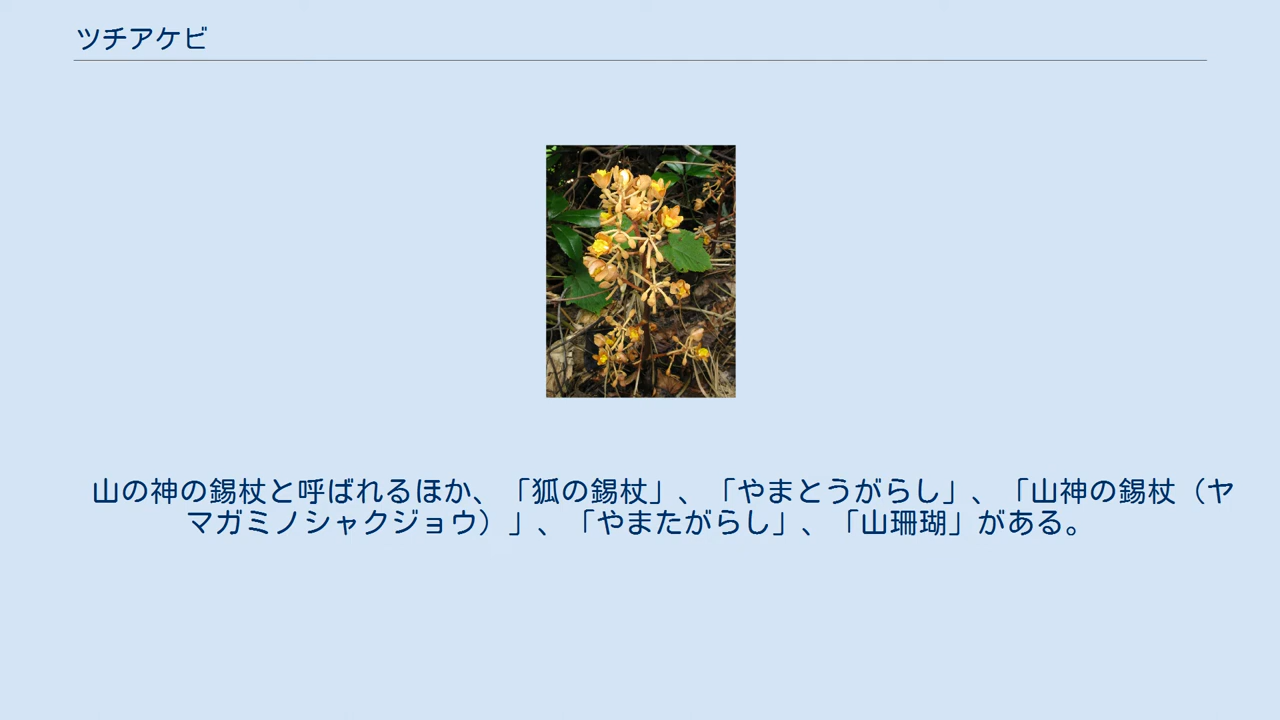 ツチアケビ
山の神の錫杖と呼ばれるほか、「狐の錫杖」、「やまとうがらし」、「山神の錫杖（ヤ
マガミノシャクジョウ）」、「やまたがらし」、「山珊瑚」がある。